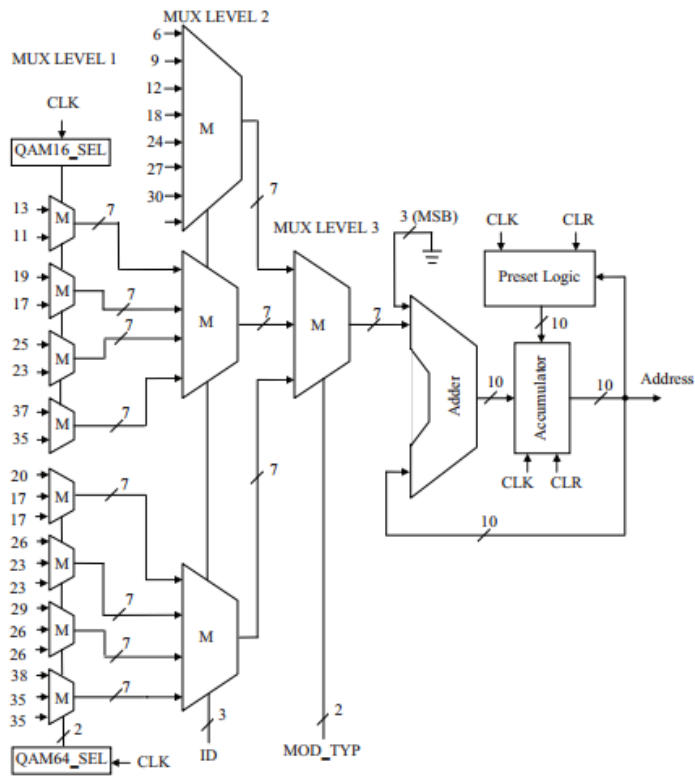 MUX LEVEL 2
MUX LEVEL 1
CLK
QAM16_SEL
6
9
12
18
24
27
30
M
7
13
11
M
7
19
17
M
7
25
23
M
7
37
35
M
7
M
7
MUX LEVEL 3
M
7
3 (MSB)
Adder
10
CLK
CLR
Preset Logic
10
Accumulator
10
Address
CLK
CLR
10
20
17
17
M
7
26
23
23
M
7
29
26
26
M
7
38
35
35
M
7
M
7
2
QAM64_SEL
CLK
3
ID
2
MOD_TYP